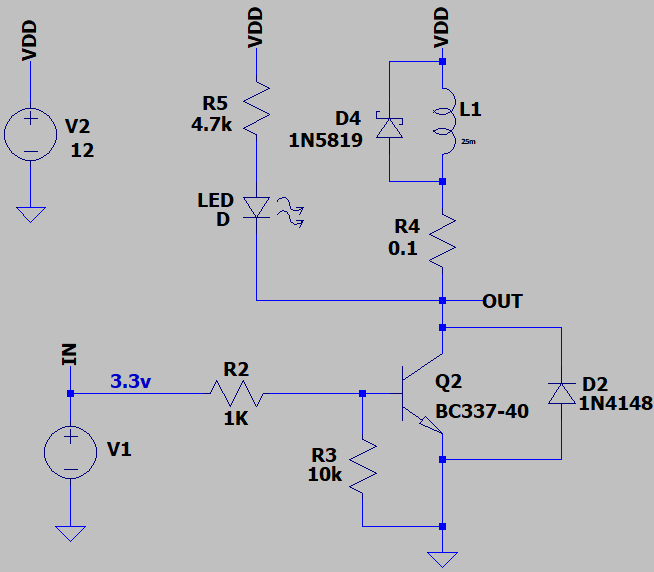 VDD
V2
12
VDD
R5
4.7k
LED
D
VDD
D4
1N5819
L1
25m
R4
0.1
OUT
IN
3.3v
V1
R2
1K
R3
10k
Q2
BC337-40
D2
1N4148